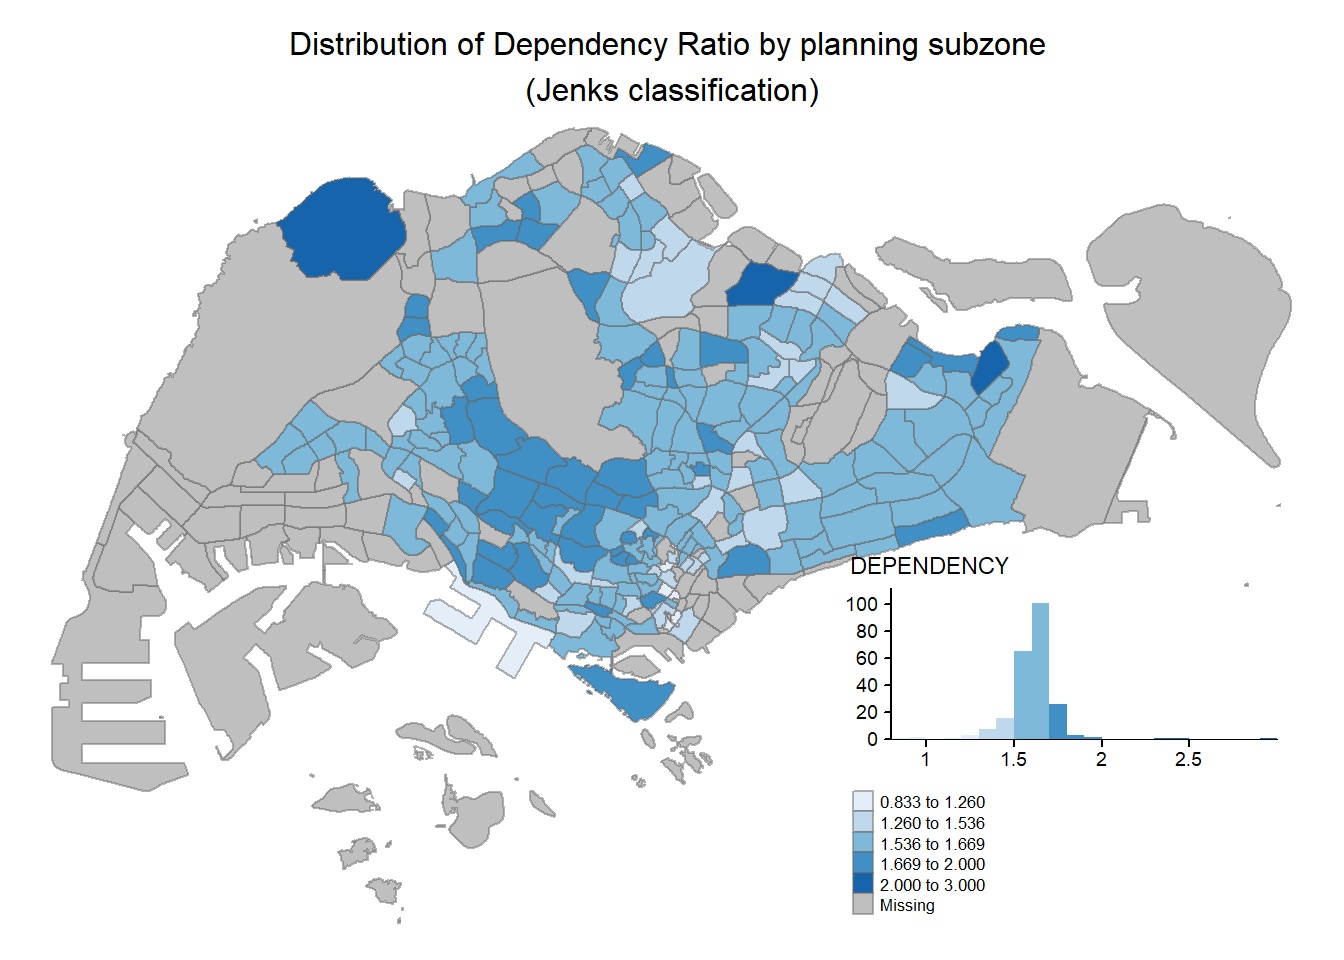 Distribution of Dependency Ratio by planning subzone
(Jenks classification)
DEPENDENCY
100
80
60
40
20
0
1 1.5 2 2.5
0.833 to 1.260
1.260 to 1.536
1.536 to 1.669
1.669 to 2.000
2.000 to 3.000
Missing